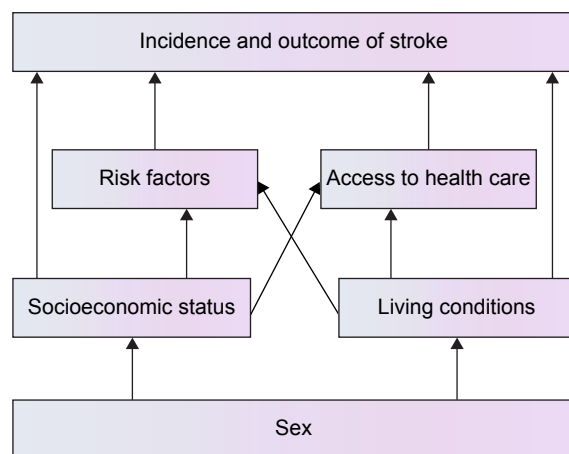 Incidence and outcome of stroke
Risk factors
Access to health care
Socioeconomic status
Living conditions
Sex